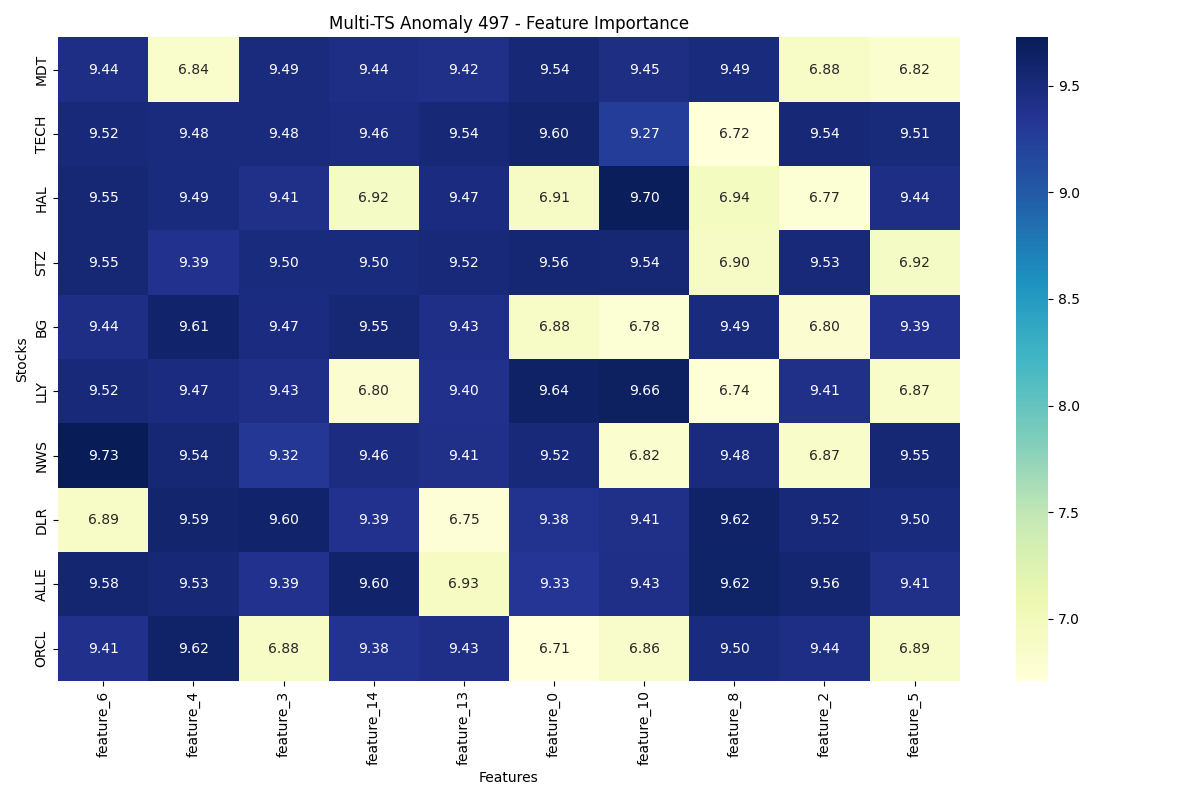 Multi-TS Anomaly 497 - Feature Importance
Stocks
MDT 9.44 6.84 9.49 9.44 9.42 9.54 9.45 9.49 6.88 6.82
TECH 9.52 9.48 9.48 9.46 9.54 9.60 9.27 6.72 9.54 9.51
HAL 9.55 9.49 9.41 6.92 9.47 6.91 9.70 6.94 6.77 9.44
STZ 9.55 9.39 9.50 9.50 9.52 9.56 9.54 6.90 9.53 6.92
BG 9.44 9.61 9.47 9.55 9.43 6.88 6.78 9.49 6.80 9.39
LLY 9.52 9.47 9.43 6.80 9.40 9.64 9.66 6.74 9.41 6.87
NWS 9.73 9.54 9.32 9.46 9.41 9.52 6.82 9.48 6.87 9.55
DLR 6.89 9.59 9.60 9.39 6.75 9.38 9.41 9.62 9.52 9.50
ALLE 9.58 9.53 9.39 9.60 6.93 9.33 9.43 9.62 9.56 9.41
ORCL 9.41 9.62 6.88 9.38 9.43 6.71 6.86 9.50 9.44 6.89
feature_6 feature_4 feature_3 feature_14 feature_13 feature_0 feature_10 feature_8 feature_2 feature_5
Features
9.5
9.0
8.5
8.0
7.5
7.0